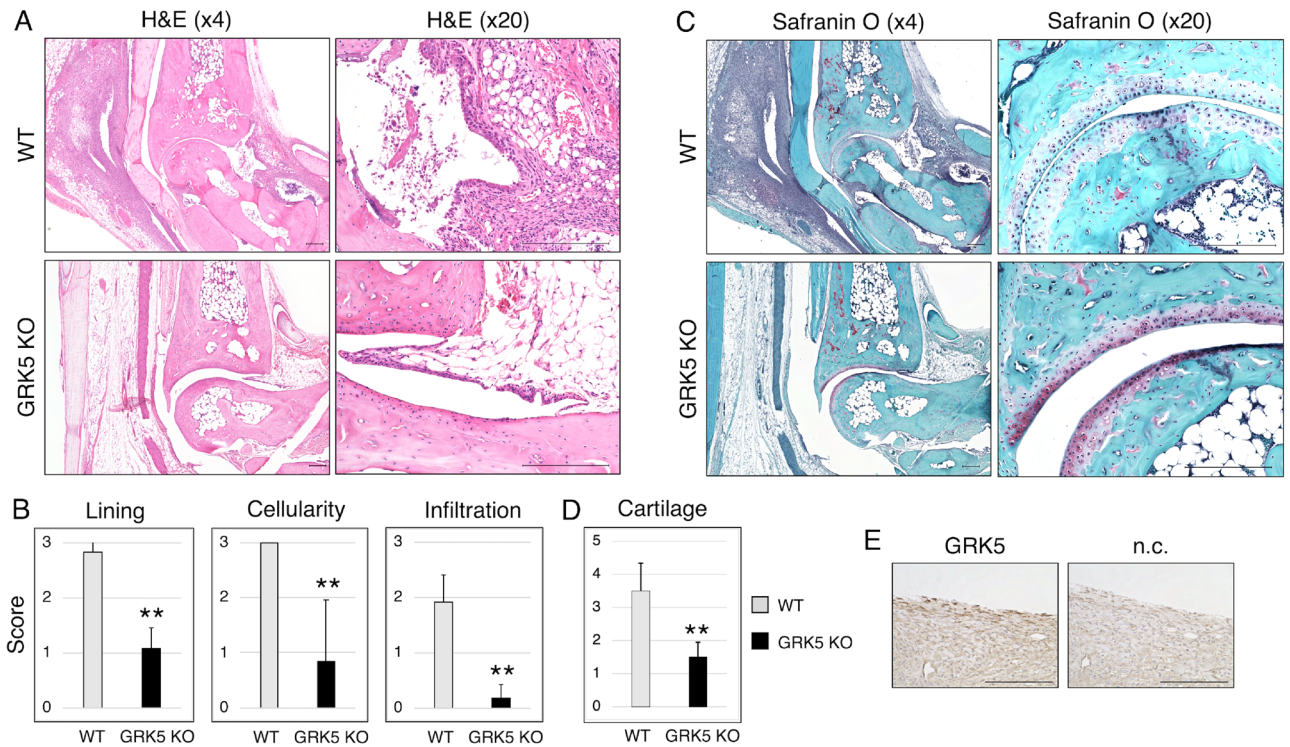 A
H&E (x4)
H&E (x20)
WT
GRK5 KO
B
Lining
Cellularity
Infiltration
Score
3
2
1
0
WT
GRK5 KO
3
2
1
0
WT
GRK5 KO
3
2
1
0
WT
GRK5 KO
**
**
**
C
Safranin O (x4)
Safranin O (x20)
WT
GRK5 KO
D
Cartilage
5
4
3
2
1
0
**
WT
GRK5 KO
WT
GRK5 KO
E
GRK5
n.c.